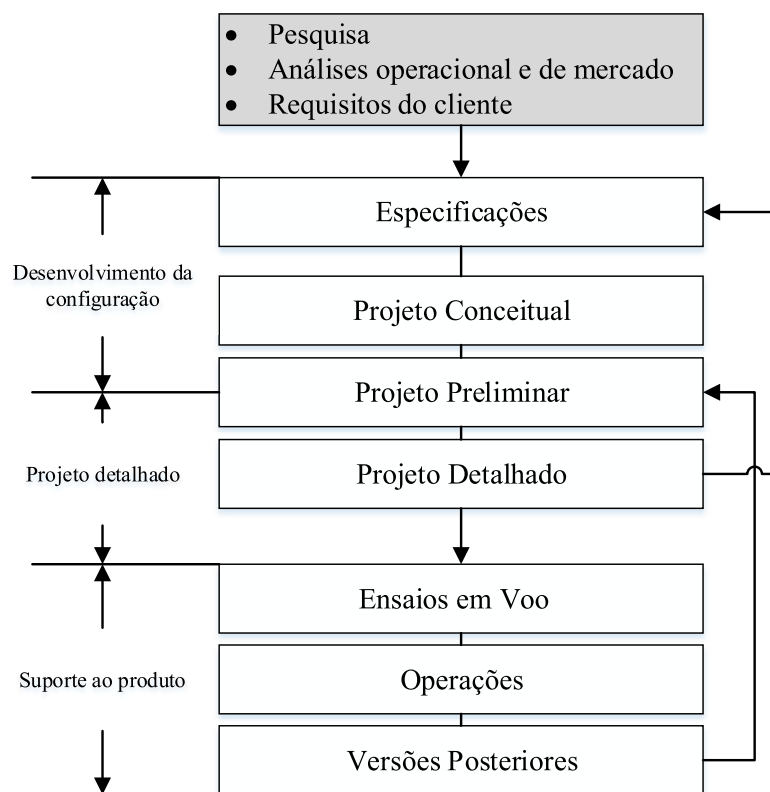 • Pesquisa
• Análises operacional e de mercado
• Requisitos do cliente
Especificações
Desenvolvimento da
configuração
Projeto Conceitual
Projeto Preliminar
Projeto detalhado
Projeto Detalhado
Ensaios em Voo
Suporte ao produto
Operações
Versões Posteriores